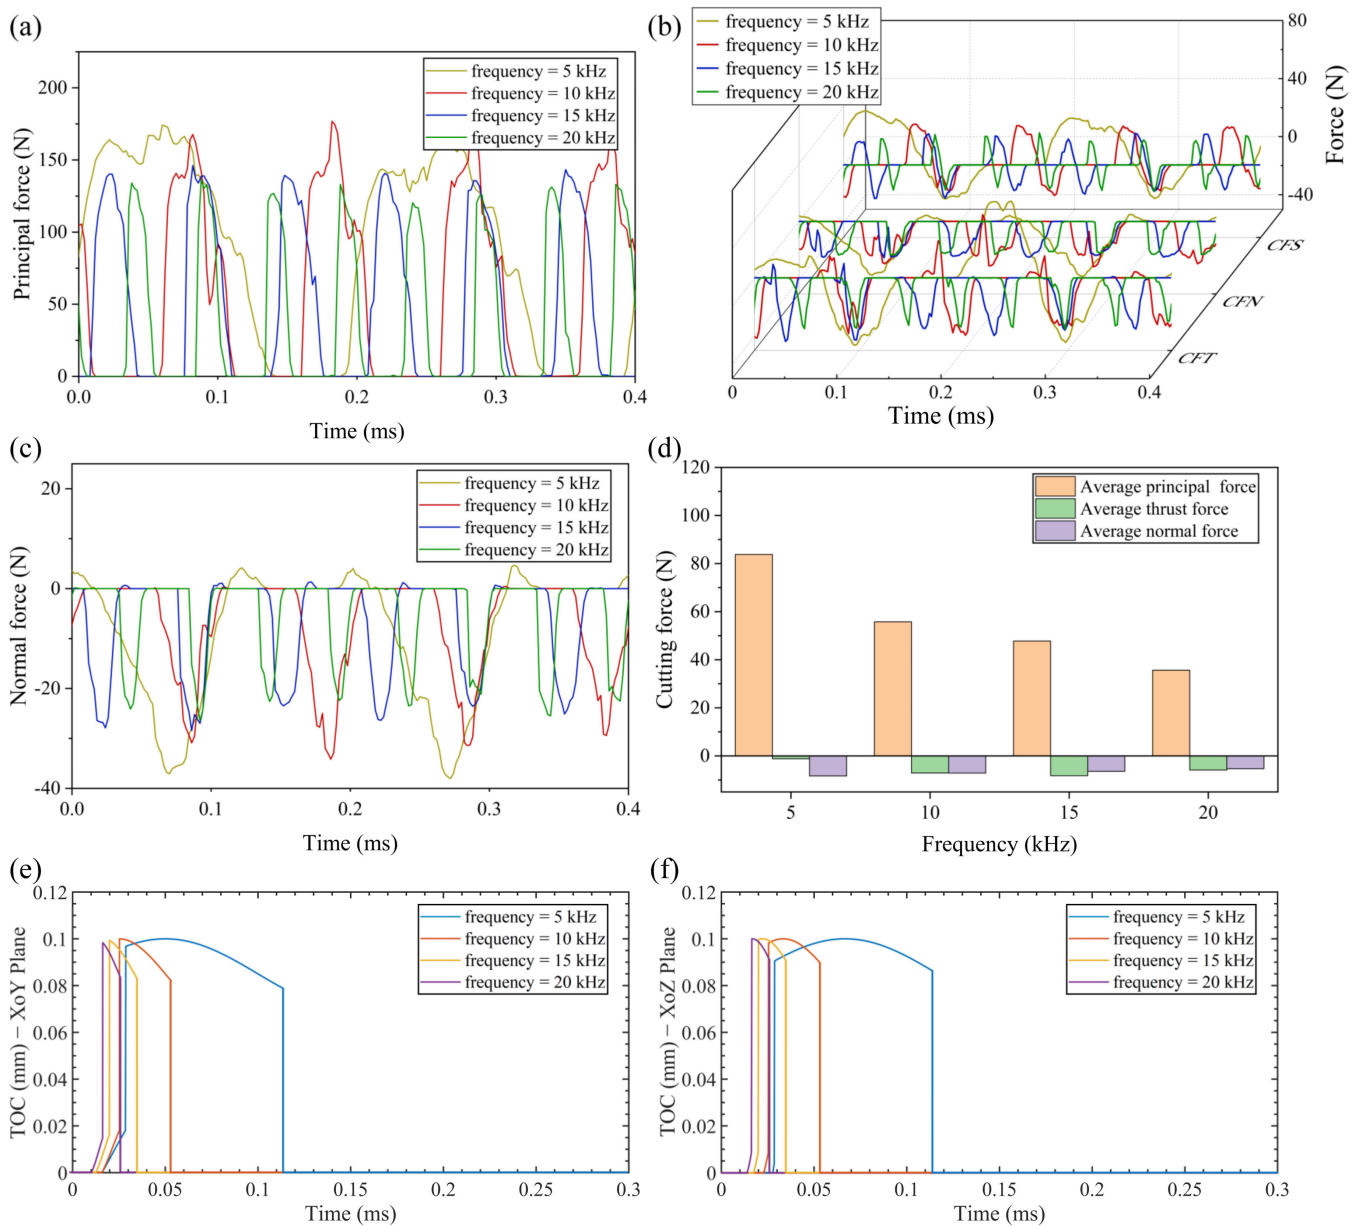 (a)
frequency = 5 kHz
frequency = 10 kHz
frequency = 15 kHz
frequency = 20 kHz
Principal force (N)
200
150
100
50
0
0.0 0.1 0.2 0.3 0.4
Time (ms)
(b)
frequency = 5 kHz
frequency = 10 kHz
frequency = 15 kHz
frequency = 20 kHz
80
40
0
-40
Force (N)
CFS
CFN
CFT
0 0.1 0.2 0.3 0.4
Time (ms)
(c)
frequency = 5 kHz
frequency = 10 kHz
frequency = 15 kHz
frequency = 20 kHz
Normal force (N)
20
0
-20
-40
0.0 0.1 0.2 0.3 0.4
Time (ms)
(d)
Average principal force
Average thrust force
Average normal force
Cutting force (N)
120
100
80
60
40
20
0
5 10 15 20
Frequency (kHz)
(e)
frequency = 5 kHz
frequency = 10 kHz
frequency = 15 kHz
frequency = 20 kHz
TOC (mm) – XoY Plane
0.12
0.1
0.08
0.06
0.04
0.02
0
0 0.05 0.1 0.15 0.2 0.25 0.3
Time (ms)
(f)
frequency = 5 kHz
frequency = 10 kHz
frequency = 15 kHz
frequency = 20 kHz
TOC (mm) – XoZ Plane
0.12
0.1
0.08
0.06
0.04
0.02
0
0 0.05 0.1 0.15 0.2 0.25 0.3
Time (ms)